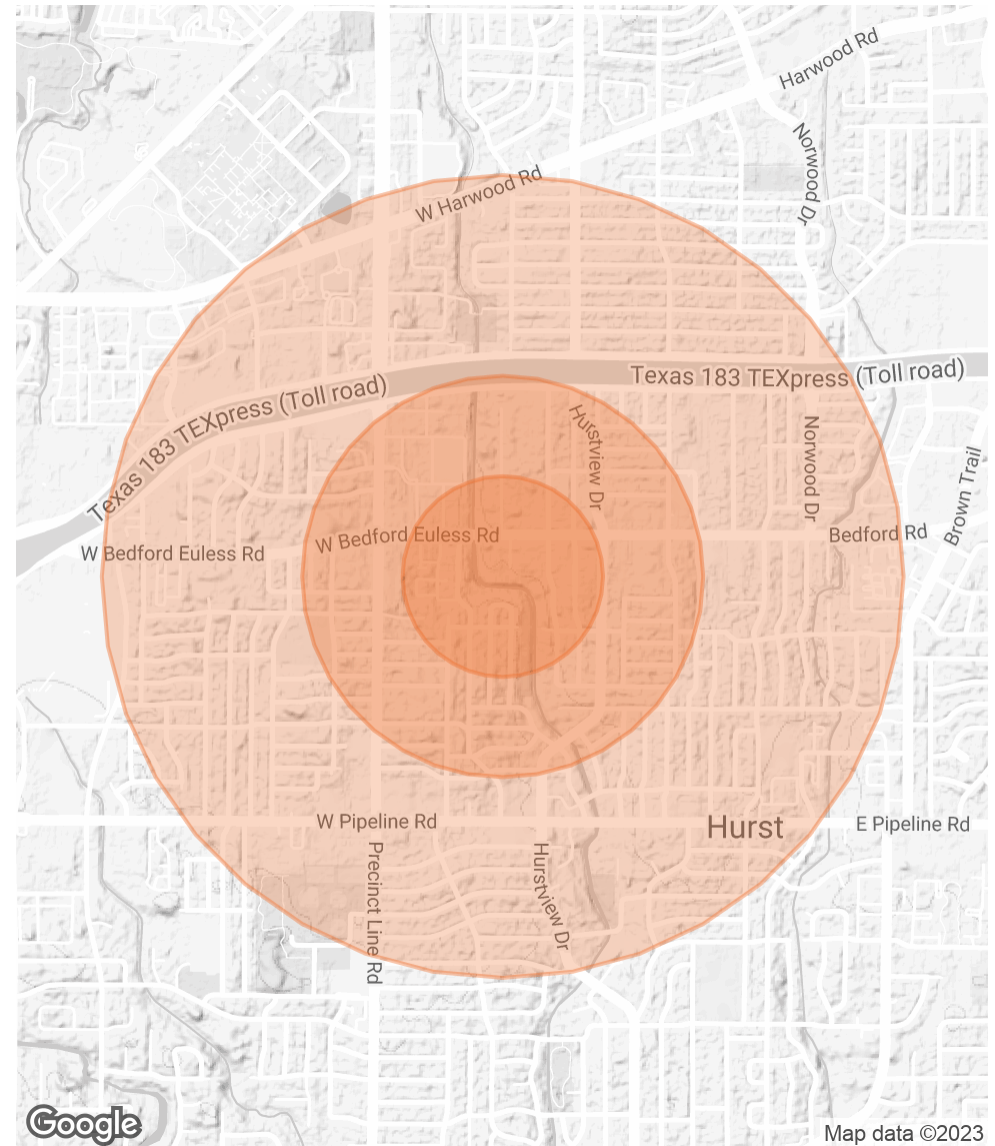 Harwood Rd
Norwood Dr
W Harwood Rd
Texas 183 TEXpress (Toll road)
Texas 183 TEXpress (Toll road)
Hurstview Dr
Norwood Dr
Brown Trail
W Bedford Euless Rd
W Bedford Euless Rd
Bedford Rd
W Pipeline Rd
Hurst
E Pipeline Rd
Precinct Line Rd
Hurstview Dr
Google
Map data ©2023